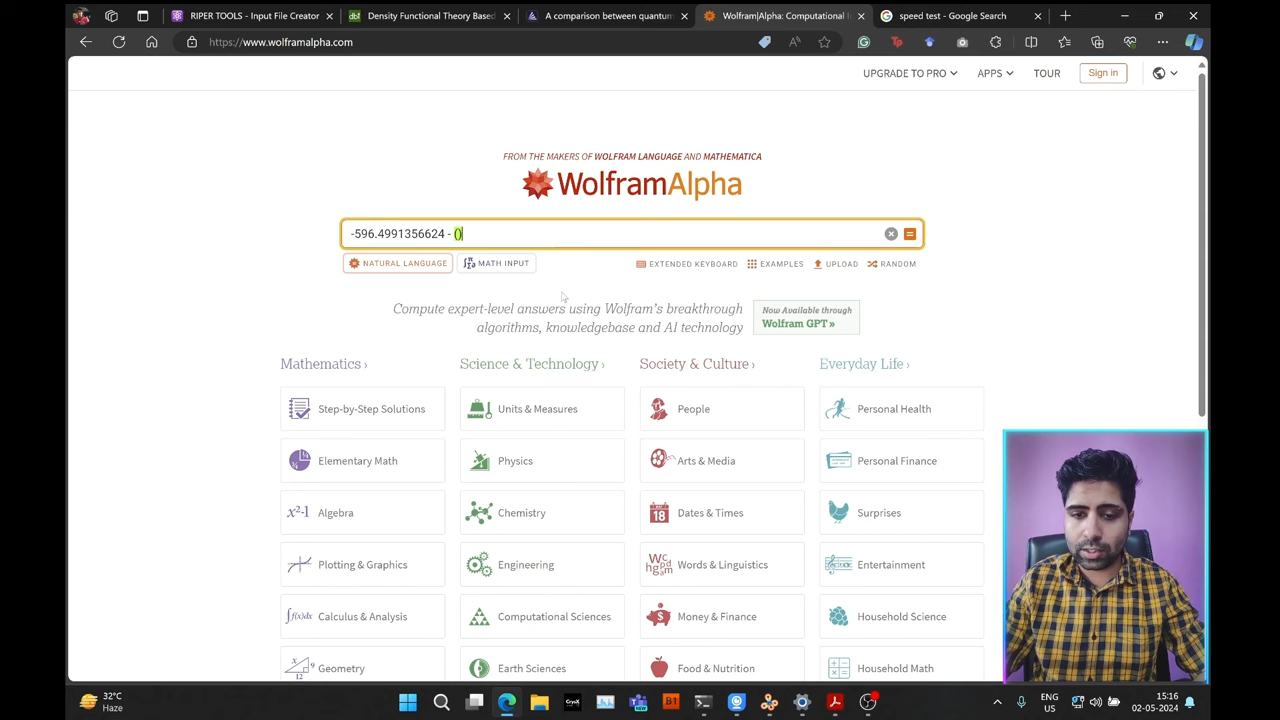 RIPER TOOLS - Input File Creator
Density Functional Theory Based
A comparison between quantum
Wolfram|Alpha: Computational I
speed test - Google Search
https://www.wolframalpha.com
UPGRADE TO PRO
APPS
TOUR
Sign in
FROM THE MAKERS OF WOLFRAM LANGUAGE AND MATHEMATICA
WolframAlpha
-596.4991356624 - ()
NATURAL LANGUAGE
MATH INPUT
EXTENDED KEYBOARD
EXAMPLES
UPLOAD
RANDOM
Compute expert-level answers using Wolfram's breakthrough
algorithms, knowledgebase and AI technology
Now Available through
Wolfram GPT »
Mathematics ›
Science & Technology ›
Society & Culture ›
Everyday Life ›
Step-by-Step Solutions
Units & Measures
People
Personal Health
Elementary Math
Physics
Arts & Media
Personal Finance
x²-1 Algebra
Chemistry
18 Dates & Times
Surprises
Plotting & Graphics
Engineering
Words & Linguistics
Entertainment
∫f(x)dx Calculus & Analysis
Computational Sciences
Money & Finance
Household Science
Geometry
Earth Sciences
Food & Nutrition
Household Math
32°C
Haze
ENG
US
15:16
02-05-2024